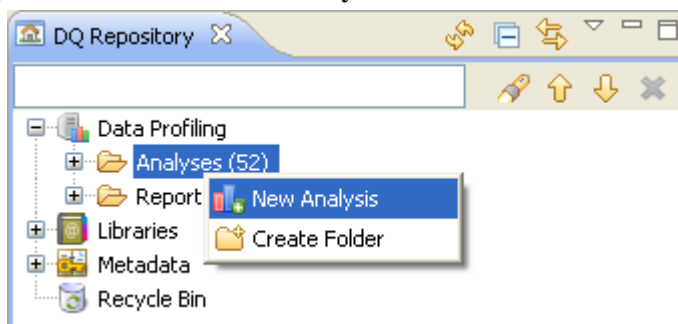 DQ Repository
Data Profiling
Analyses (52)
Report
New Analysis
Create Folder
Libraries
Metadata
Recycle Bin